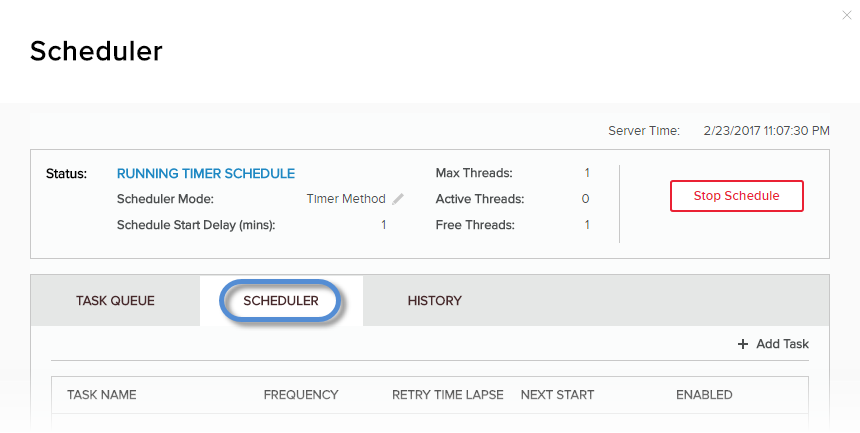 Scheduler
Server Time: 2/23/2017 11:07:30 PM
Status: RUNNING TIMER SCHEDULE Max Threads: 1
Scheduler Mode: Timer Method Active Threads: 0 Stop Schedule
Schedule Start Delay (mins): 1 Free Threads: 1
TASK QUEUE SCHEDULER HISTORY
+ Add Task
TASK NAME FREQUENCY RETRY TIME LAPSE NEXT START ENABLED